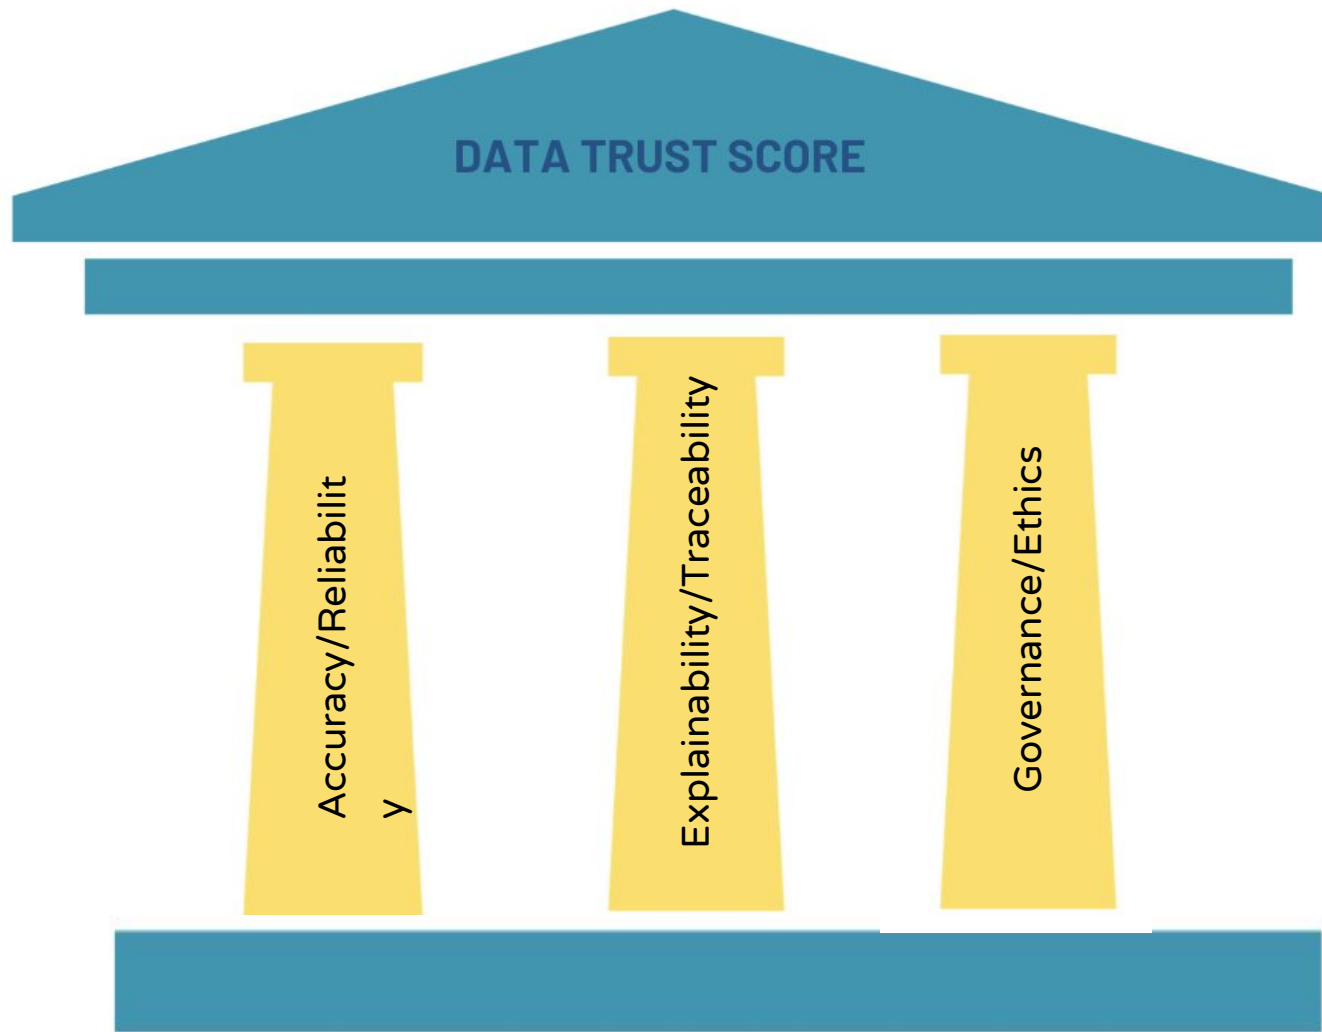 DATA TRUST SCORE
Accuracy/Reliabilit
y
Explainability/Traceability
Governance/Ethics